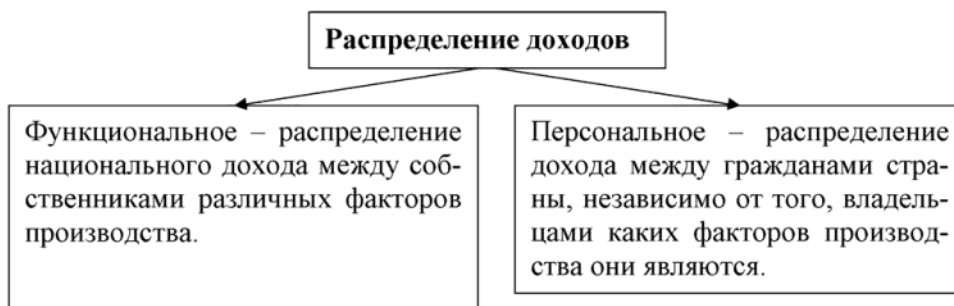 Распределение доходов
Функциональное – распределение
национального дохода между соб-
ственниками различных факторов
производства.
Персональное – распределение
дохода между гражданами стра-
ны, независимо от того, владель-
цами каких факторов производ-
ства они являются.